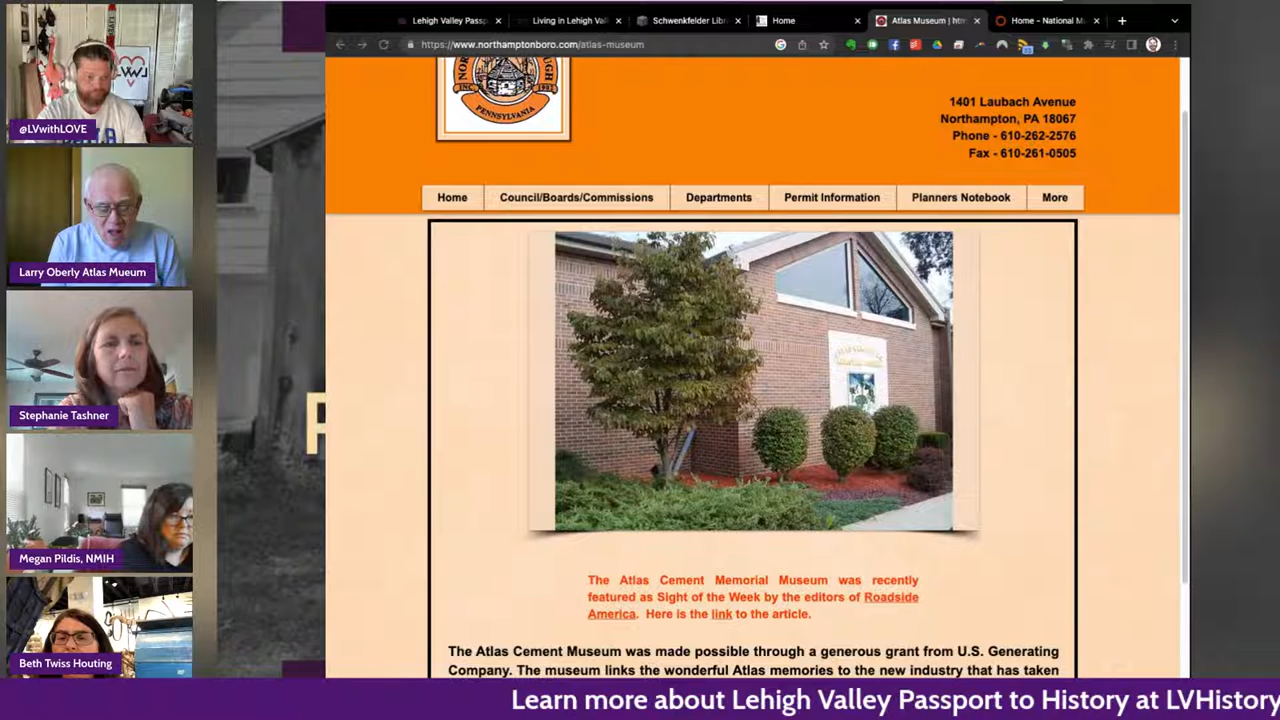 Lehigh Valley Passp
Living in Lehigh Val
Schwenkfelder Libr
Home
Atlas Museum | htm
Home - National M
https://www.northamptonboro.com/atlas-museum
PENNSYLVANIA
1401 Laubach Avenue
Northampton, PA 18067
Phone - 610-262-2576
Fax - 610-261-0505
Home
Council/Boards/Commissions
Departments
Permit Information
Planners Notebook
More
@LVwithLOVE
Larry Oberly Atlas Mueum
Stephanie Tashner
Megan Pildis, NMIH
Beth Twiss Houting
The Atlas Cement Memorial Museum was recently
featured as Sight of the Week by the editors of Roadside
America. Here is the link to the article.
The Atlas Cement Museum was made possible through a generous grant from U.S. Generating
Company. The museum links the wonderful Atlas memories to the new industry that has taken
Learn more about Lehigh Valley Passport to History at LVHistory